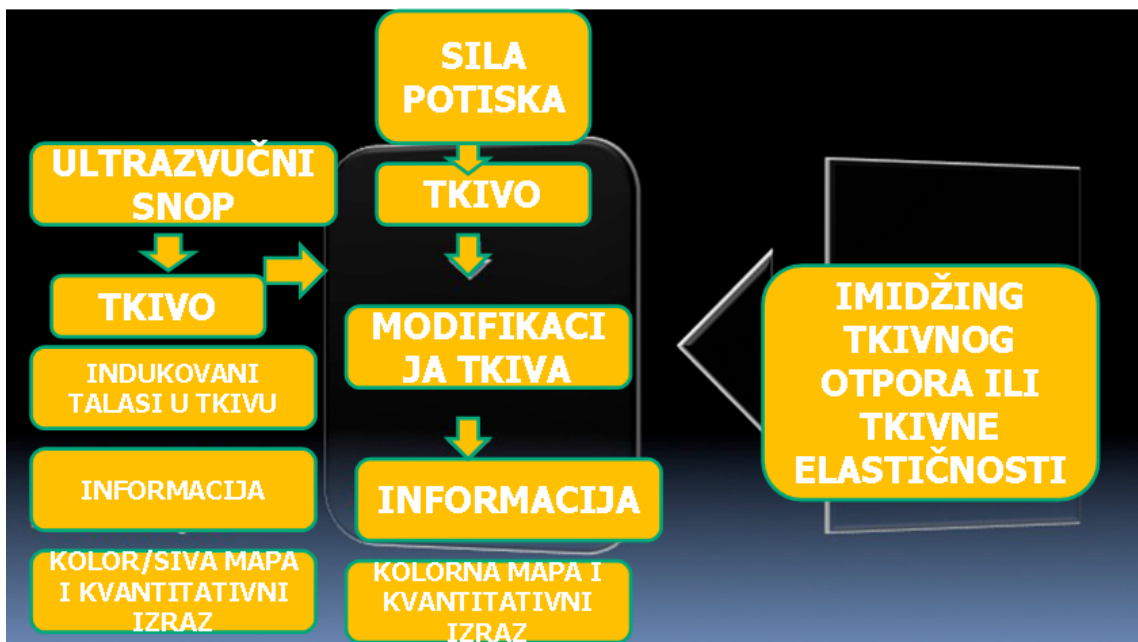 SILA
POTISKA
ULTRAZVUČNI
SNOP
TKIVO
TKIVO
INDUKOVANI
TALASI U TKIVU
MODIFIKACI
JA TKIVA
IMIDŽING
TKIVNOG
OTPORA ILI
TKIVNE
ELASTIČNOSTI
INFORMACIJA
INFORMACIJA
KOLOR/SIVA MAPA
I KVANTITATIVNI
IZRAZ
KOLORNA MAPA I
KVANTITATIVNI
IZRAZ